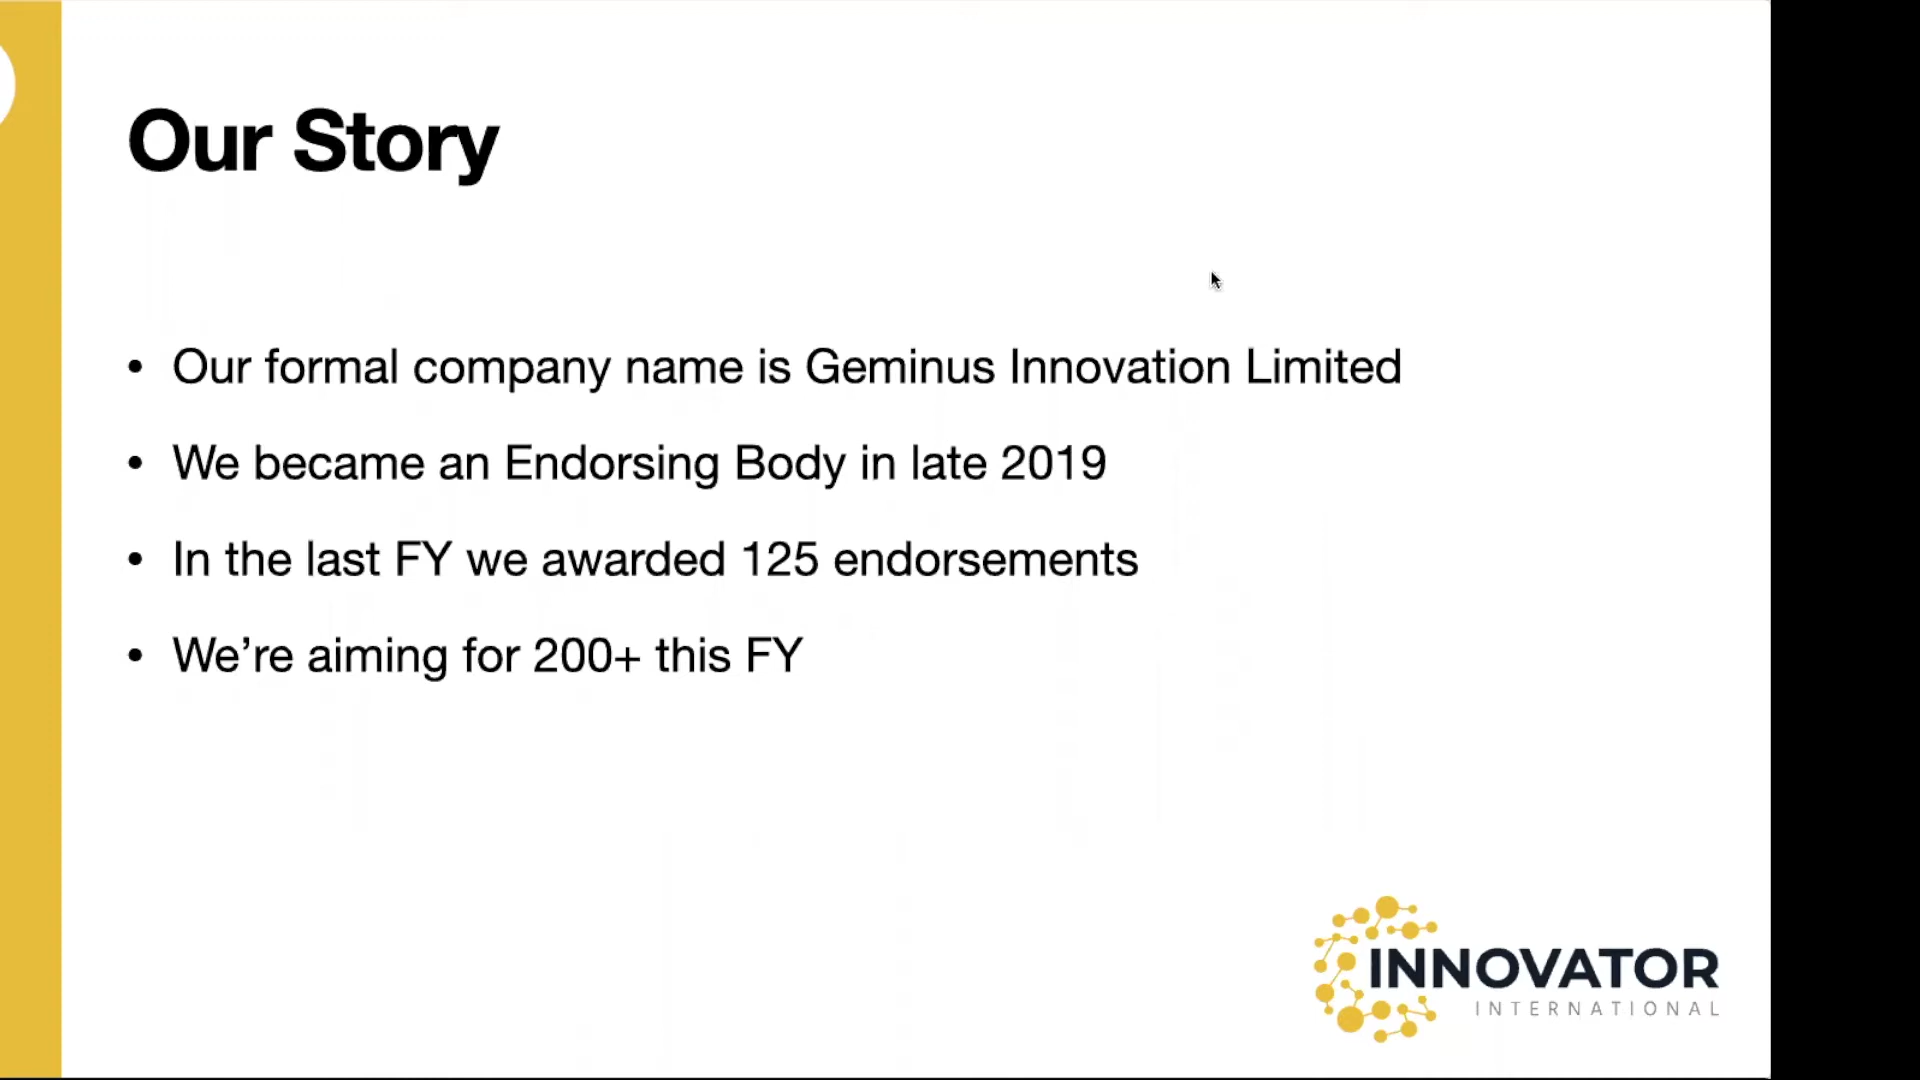 Our Story
• Our formal company name is Geminus Innovation Limited
• We became an Endorsing Body in late 2019
• In the last FY we awarded 125 endorsements
• We’re aiming for 200+ this FY
INNOVATOR
INTERNATIONAL